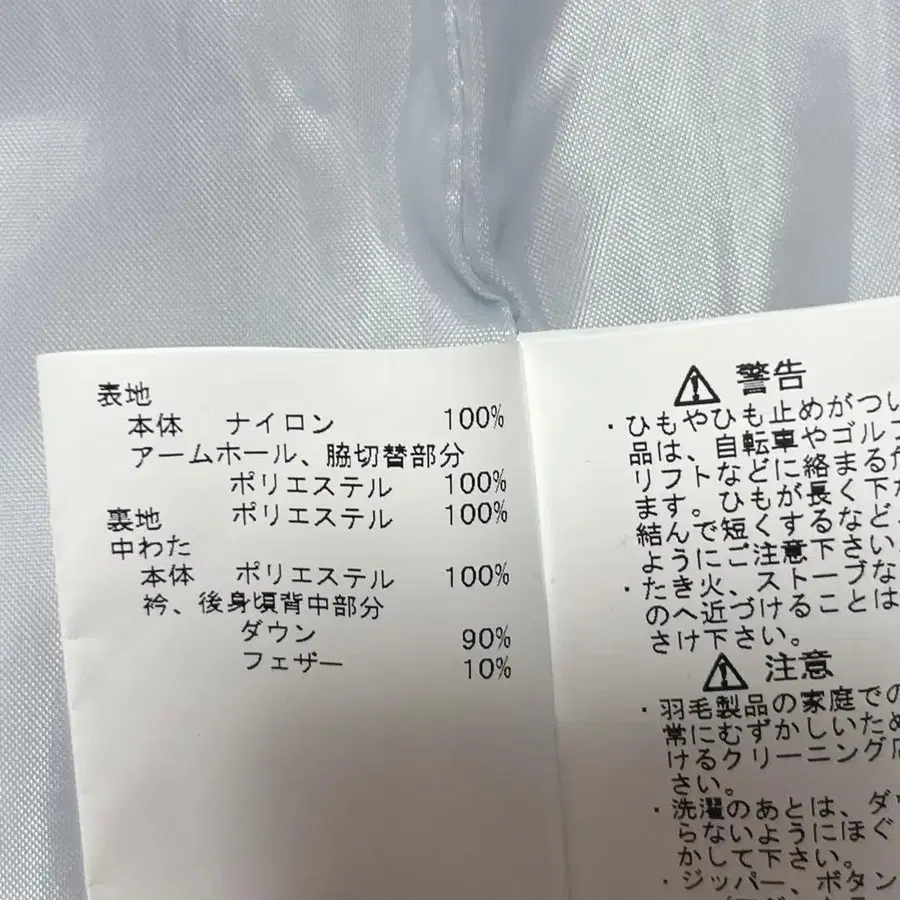 表地
本体 ナイロン 100%
アームホール、脇切替部分
ポリエステル 100%
裏地 ポリエステル 100%
中わた
本体 ポリエステル 100%
衿、後身頃背中部分
ダウン 90%
フェザー 10%
警告
・ひもやひも止めがつい
品は、自転車やゴルフ
リフトなどに絡まる危
ます。ひもが長く下が
結んで短くするなど、
ようにご注意下さい。
・たき火、ストーブな
のへ近づけることは
さけ下さい。
注意
・羽毛製品の家庭での
常にむずかしいため
けるクリーニング店
さい。
・洗濯のあとは、ダウ
らないようにほぐ
かして下さい。
・ジッパー、ボタン